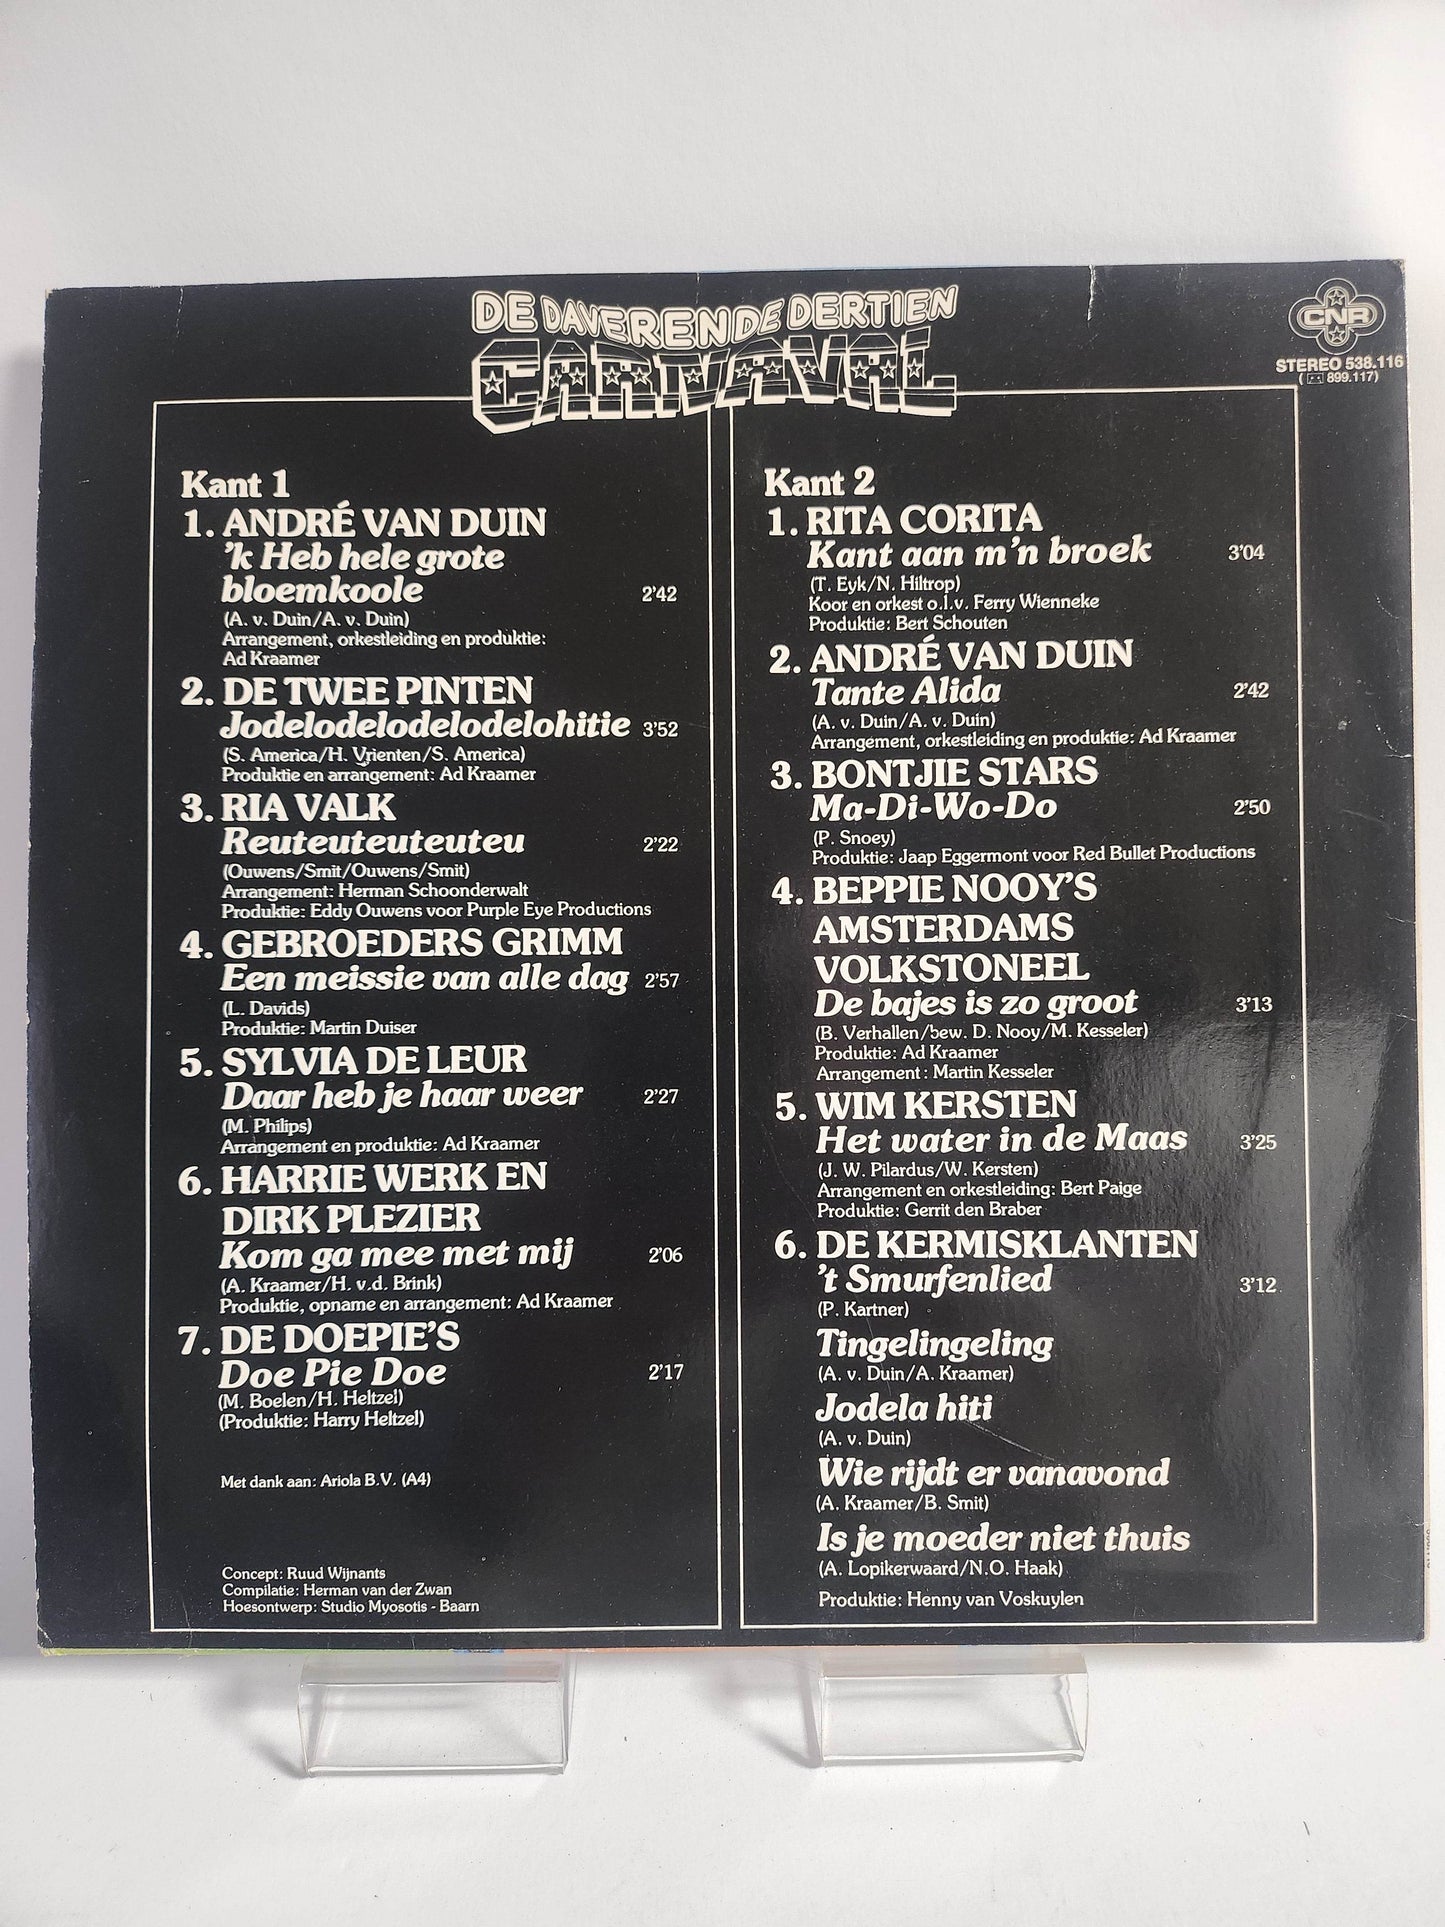 DE DAVERENDE DERTIEN
CARNAVAL
CNR
STEREO 538.116
( 899.117)
Kant 1
1. ANDRÉ VAN DUIN
'k Heb hele grote
bloemkoole 2'42
(A. v. Duin/A. v. Duin)
Arrangement, orkestleiding en produktie:
Ad Kraamer
2. DE TWEE PINTEN
Jodelodelodelodelohitie 3'52
(S. America/H. Vrienten/S. America)
Produktie en arrangement: Ad Kraamer
3. RIA VALK
Reuteuteuteuteu 2'22
(Ouwens/Smit/Ouwens/Smit)
Arrangement: Herman Schoonderwalt
Produktie: Eddy Ouwens voor Purple Eye Productions
4. GEBROEDERS GRIMM
Een meissie van alle dag 2'57
(L. Davids)
Produktie: Martin Duiser
5. SYLVIA DE LEUR
Daar heb je haar weer 2'27
(M. Philips)
Arrangement en produktie: Ad Kraamer
6. HARRIE WERK EN
DIRK PLEZIER
Kom ga mee met mij 2'06
(A. Kraamer/H. v.d. Brink)
Produktie, opname en arrangement: Ad Kraamer
7. DE DOEPIE'S
Doe Pie Doe 2'17
(M. Boelen/H. Heltzel)
(Produktie: Harry Heltzel)
Met dank aan: Ariola B.V. (A4)
Concept: Ruud Wijnants
Compilatie: Herman van der Zwan
Hoesontwerp: Studio Myosotis - Baarn
Kant 2
1. RITA CORITA
Kant aan m'n broek 3'04
(T. Eyk/N. Hiltrop)
Koor en orkest o.l.v. Ferry Wienneke
Produktie: Bert Schouten
2. ANDRÉ VAN DUIN
Tante Alida 2'42
(A. v. Duin/A. v. Duin)
Arrangement, orkestleiding en produktie: Ad Kraamer
3. BONTJIE STARS
Ma-Di-Wo-Do 2'50
(P. Snoey)
Produktie: Jaap Eggermont voor Red Bullet Productions
4. BEPPIE NOOY'S
AMSTERDAMS
VOLKSTONEEL
De bajes is zo groot 3'13
(B. Verhallen/bew. D. Nooy/M. Kesseler)
Produktie: Ad Kraamer
Arrangement: Martin Kesseler
5. WIM KERSTEN
Het water in de Maas 3'25
(J. W. Pilardus/W. Kersten)
Arrangement en orkestleiding: Bert Paige
Produktie: Gerrit den Braber
6. DE KERMISKLANTEN
't Smurfenlied 3'12
(P. Kartner)
Tingelingeling
(A. v. Duin/A. Kraamer)
Jodela hiti
(A. v. Duin)
Wie rijdt er vanavond
(A. Kraamer/B. Smit)
Is je moeder niet thuis
(A. Lopikerwaard/N.O. Haak)
Produktie: Henny van Voskuylen